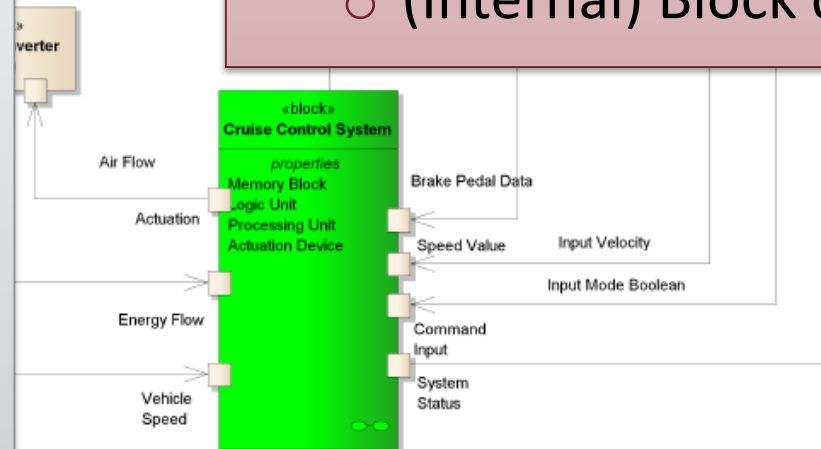 »
verter
(Internal) Block
«block»
Cruise Control System
properties
Memory Block
Logic Unit
Processing Unit
Actuation Device
Air Flow
Actuation
Energy Flow
Vehicle
Speed
Brake Pedal Data
Speed Value
Input Velocity
Input Mode Boolean
Command
Input
System
Status